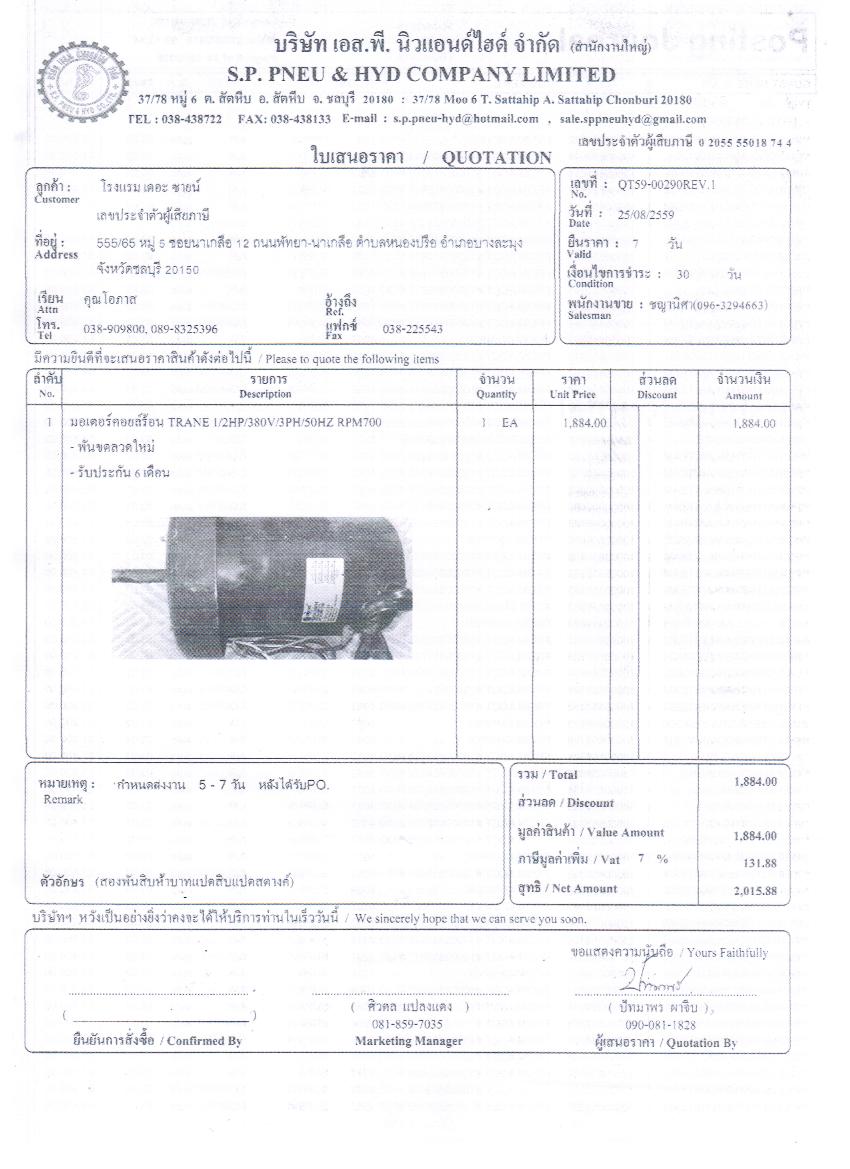 บริษัท เอส.พี. นิวแอนด์ไฮด์ จำกัด (สำนักงานใหญ่)
S.P. PNEU & HYD COMPANY LIMITED
37/78 หมู่ 6 ต. สัตหีบ อ. สัตหีบ จ. ชลบุรี 20180 : 37/78 Moo 6 T. Sattahip A. Sattahip Chonburi 20180
TEL : 038-438722 FAX: 038-438133 E-mail : s.p.pneu-hyd@hotmail.com , sale.sppneuhyd@gmail.com
เลขประจำตัวผู้เสียภาษี 0 2055 55018 74 4
ใบเสนอราคา / QUOTATION
ลูกค้า : โรงแรม เดอะ ซายน์
Customer
เลขประจำตัวผู้เสียภาษี
ที่อยู่ : 555/65 หมู่ 5 ซอยนาเกลือ 12 ถนนพัทยา-นาเกลือ ตำบลหนองปรือ อำเภอบางละมุง
Address
จังหวัดชลบุรี 20150
เรียน คุณโอภาส อ้างถึง
Attn Ref.
โทร. 038-909800, 089-8325396 แฟกซ์ 038-225543
Tel Fax
เลขที่ : QT59-00290REV.1
No.
วันที่ : 25/08/2559
Date
ยืนราคา : 7 วัน
Valid
เงื่อนไขการชำระ : 30 วัน
Condition
พนักงานขาย : ชญานิศา(096-3294663)
Salesman
มีความยินดีที่จะเสนอราคาสินค้าดังต่อไปนี้ / Please to quote the following items
ลำดับ รายการ จำนวน ราคา ส่วนลด จำนวนเงิน
No. Description Quantity Unit Price Discount Amount
1 มอเตอร์คอยล์ร้อน TRANE 1/2HP/380V/3PH/50HZ RPM700 1 EA 1,884.00 1,884.00
- พันขดลวดใหม่
- รับประกัน 6 เดือน
หมายเหตุ : กำหนดส่งงาน 5 - 7 วัน หลังได้รับPO.
Remark
ตัวอักษร (สองพันสิบห้าบาทแปดสิบแปดสตางค์)
รวม / Total 1,884.00
ส่วนลด / Discount
มูลค่าสินค้า / Value Amount 1,884.00
ภาษีมูลค่าเพิ่ม / Vat 7 % 131.88
สุทธิ / Net Amount 2,015.88
บริษัทฯ หวังเป็นอย่างยิ่งว่าคงจะได้ให้บริการท่านในเร็ววันนี้ / We sincerely hope that we can serve you soon.
ขอแสดงความนับถือ / Yours Faithfully
( ศิวดล แปลงแดง ) ( ปัทมาพร ผาจีบ )
081-859-7035 090-081-1828
ยืนยันการสั่งซื้อ / Confirmed By Marketing Manager ผู้เสนอราคา / Quotation By